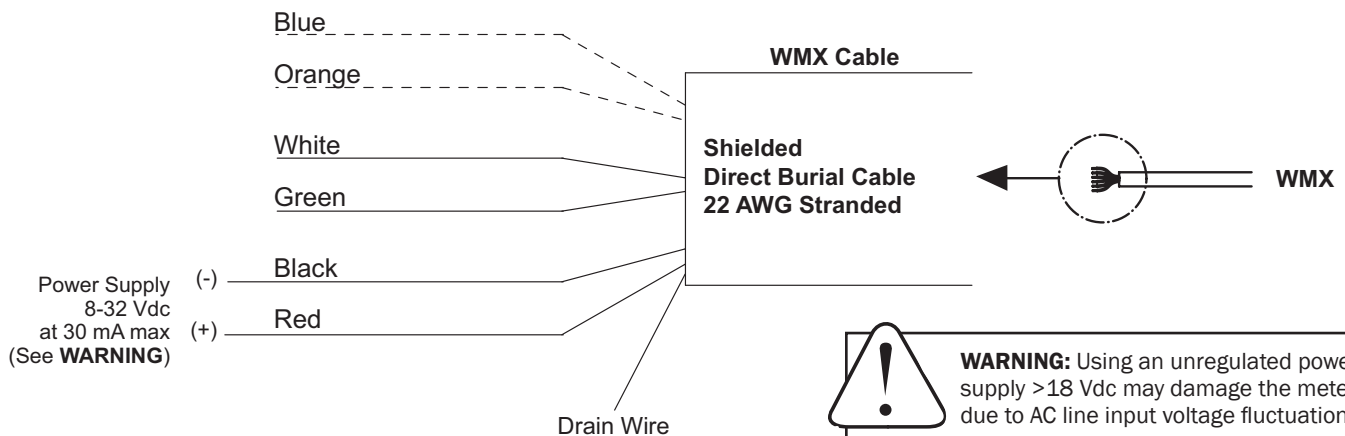 Blue
Orange
White
Green
Black
Red
Power Supply
8-32 Vdc
at 30 mA max
(See WARNING)
(-)
(+)
Drain Wire
WMX Cable
Shielded
Direct Burial Cable
22 AWG Stranded
WMX
!
WARNING: Using an unregulated powe
supply >18 Vdc may damage the mete
due to AC line input voltage fluctuation